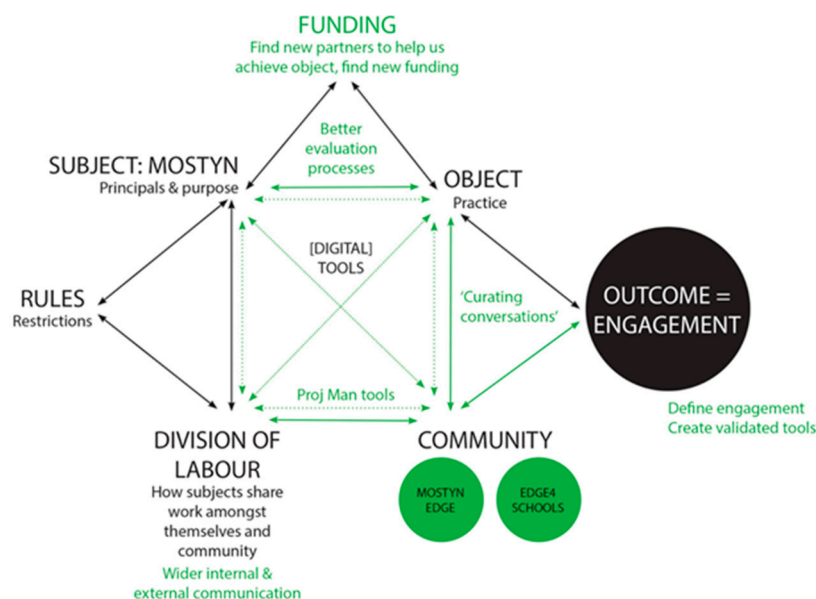 FUNDING
Find new partners to help us
achieve object, find new funding
Better
evaluation
processes
SUBJECT: MOSTYN
Principals & purpose
OBJECT
Practice
[DIGITAL]
TOOLS
RULES
Restrictions
'Curating
conversations'
OUTCOME =
ENGAGEMENT
Define engagement
Create validated tools
Proj Man tools
DIVISION OF
LABOUR
How subjects share
work amongst
themselves and
community
Wider internal &
external communication
COMMUNITY
MOSTYN
EDGE
EDGE4
SCHOOLS